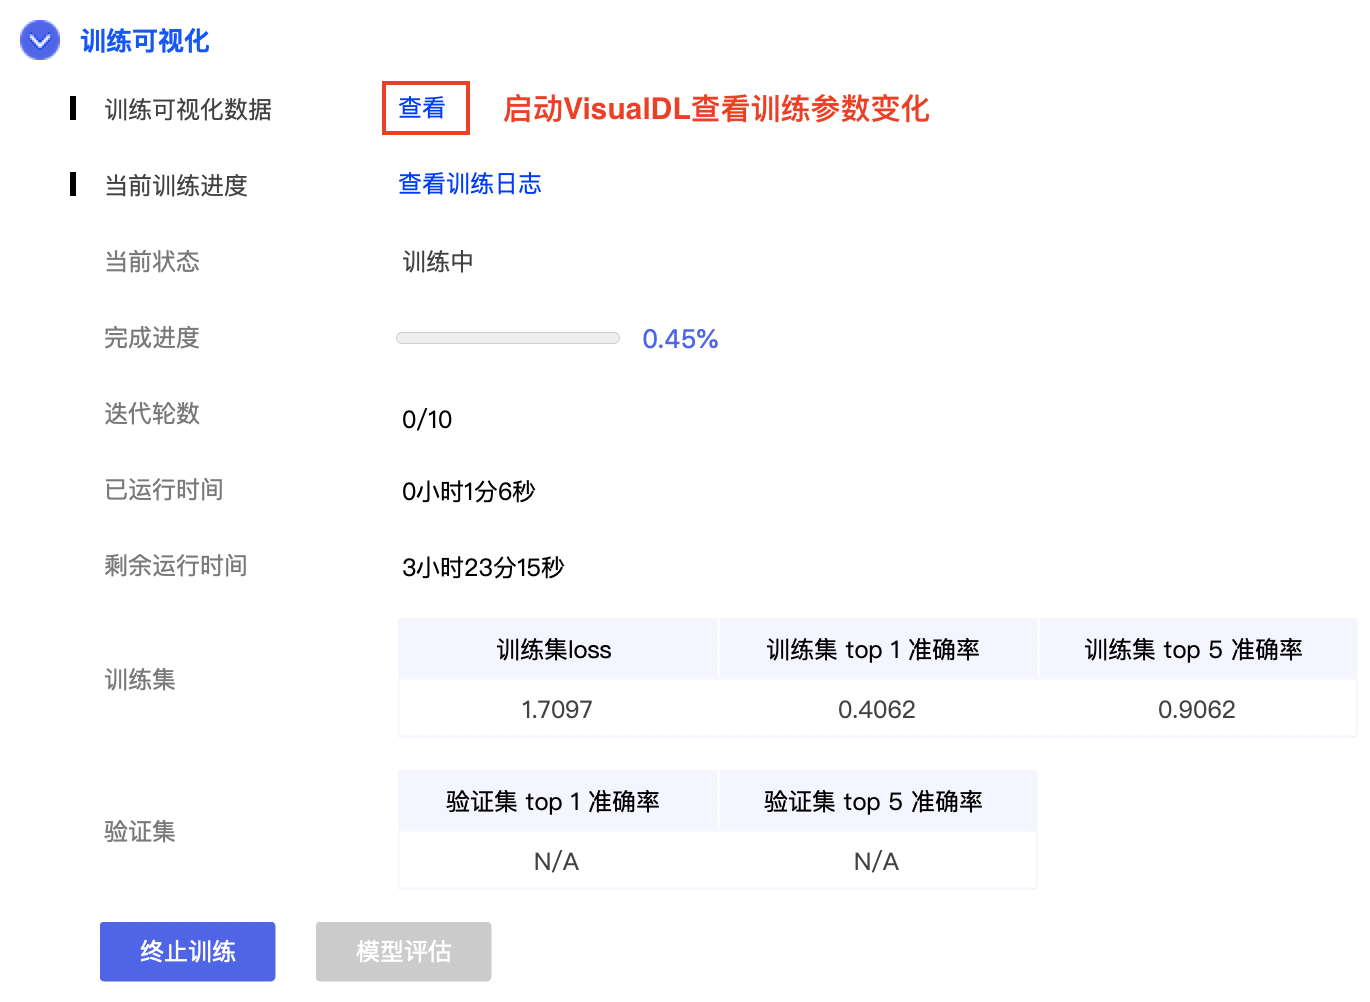 训练可视化
训练可视化数据 查看 启动VisualDL查看训练参数变化
当前训练进度 查看训练日志
当前状态 训练中
完成进度 0.45%
迭代轮数 0/10
已运行时间 0小时1分6秒
剩余运行时间 3小时23分15秒
训练集loss 训练集 top 1 准确率 训练集 top 5 准确率
训练集
1.7097 0.4062 0.9062
验证集 top 1 准确率 验证集 top 5 准确率
验证集
N/A N/A
终止训练 模型评估